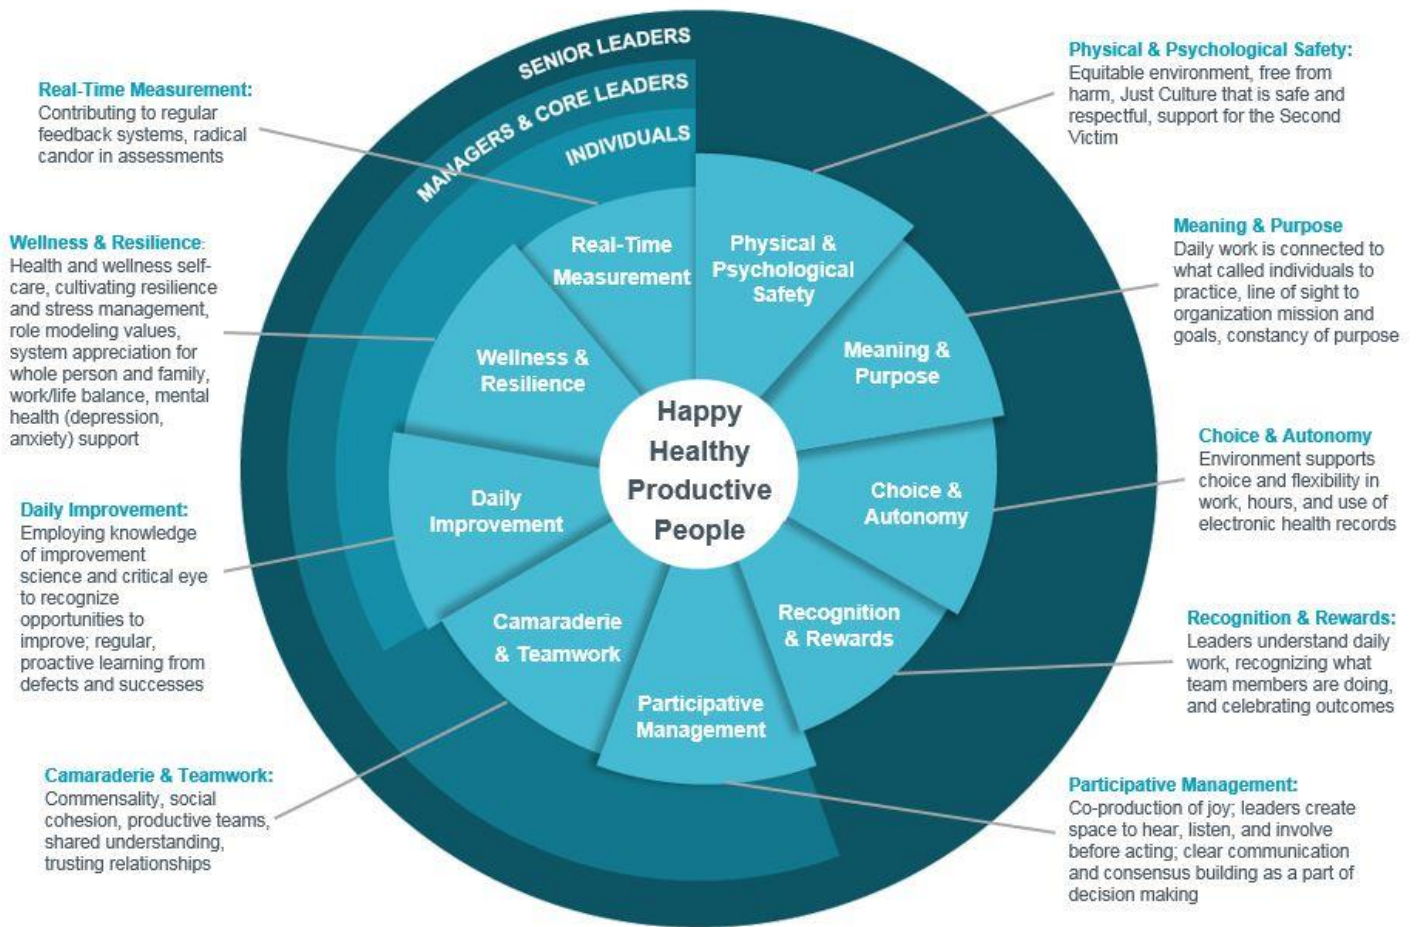 SENIOR LEADERS
MANAGERS & CORE LEADERS
INDIVIDUALS
Real-Time Measurement:
Contributing to regular
feedback systems, radical
candor in assessments
Wellness & Resilience:
Health and wellness self-
care, cultivating resilience
and stress management,
role modeling values,
system appreciation for
whole person and family,
work/life balance, mental
health (depression,
anxiety) support
Daily Improvement:
Employing knowledge
of improvement
science and critical eye
to recognize
opportunities to
improve; regular,
proactive learning from
defects and successes
Camaraderie & Teamwork:
Commensality, social
cohesion, productive teams,
shared understanding,
trusting relationships
Real-Time
Measurement
Physical &
Psychological
Safety
Wellness &
Resilience
Meaning &
Purpose
Happy
Healthy
Productive
People
Daily
Improvement
Choice &
Autonomy
Camaraderie
& Teamwork
Recognition
& Rewards
Participative
Management
Physical & Psychological Safety:
Equitable environment, free from
harm, Just Culture that is safe and
respectful, support for the Second
Victim
Meaning & Purpose
Daily work is connected to
what called individuals to
practice, line of sight to
organization mission and
goals, constancy of purpose
Choice & Autonomy
Environment supports
choice and flexibility in
work, hours, and use of
electronic health records
Recognition & Rewards:
Leaders understand daily
work, recognizing what
team members are doing,
and celebrating outcomes
Participative Management:
Co-production of joy; leaders create
space to hear, listen, and involve
before acting; clear communication
and consensus building as a part of
decision making